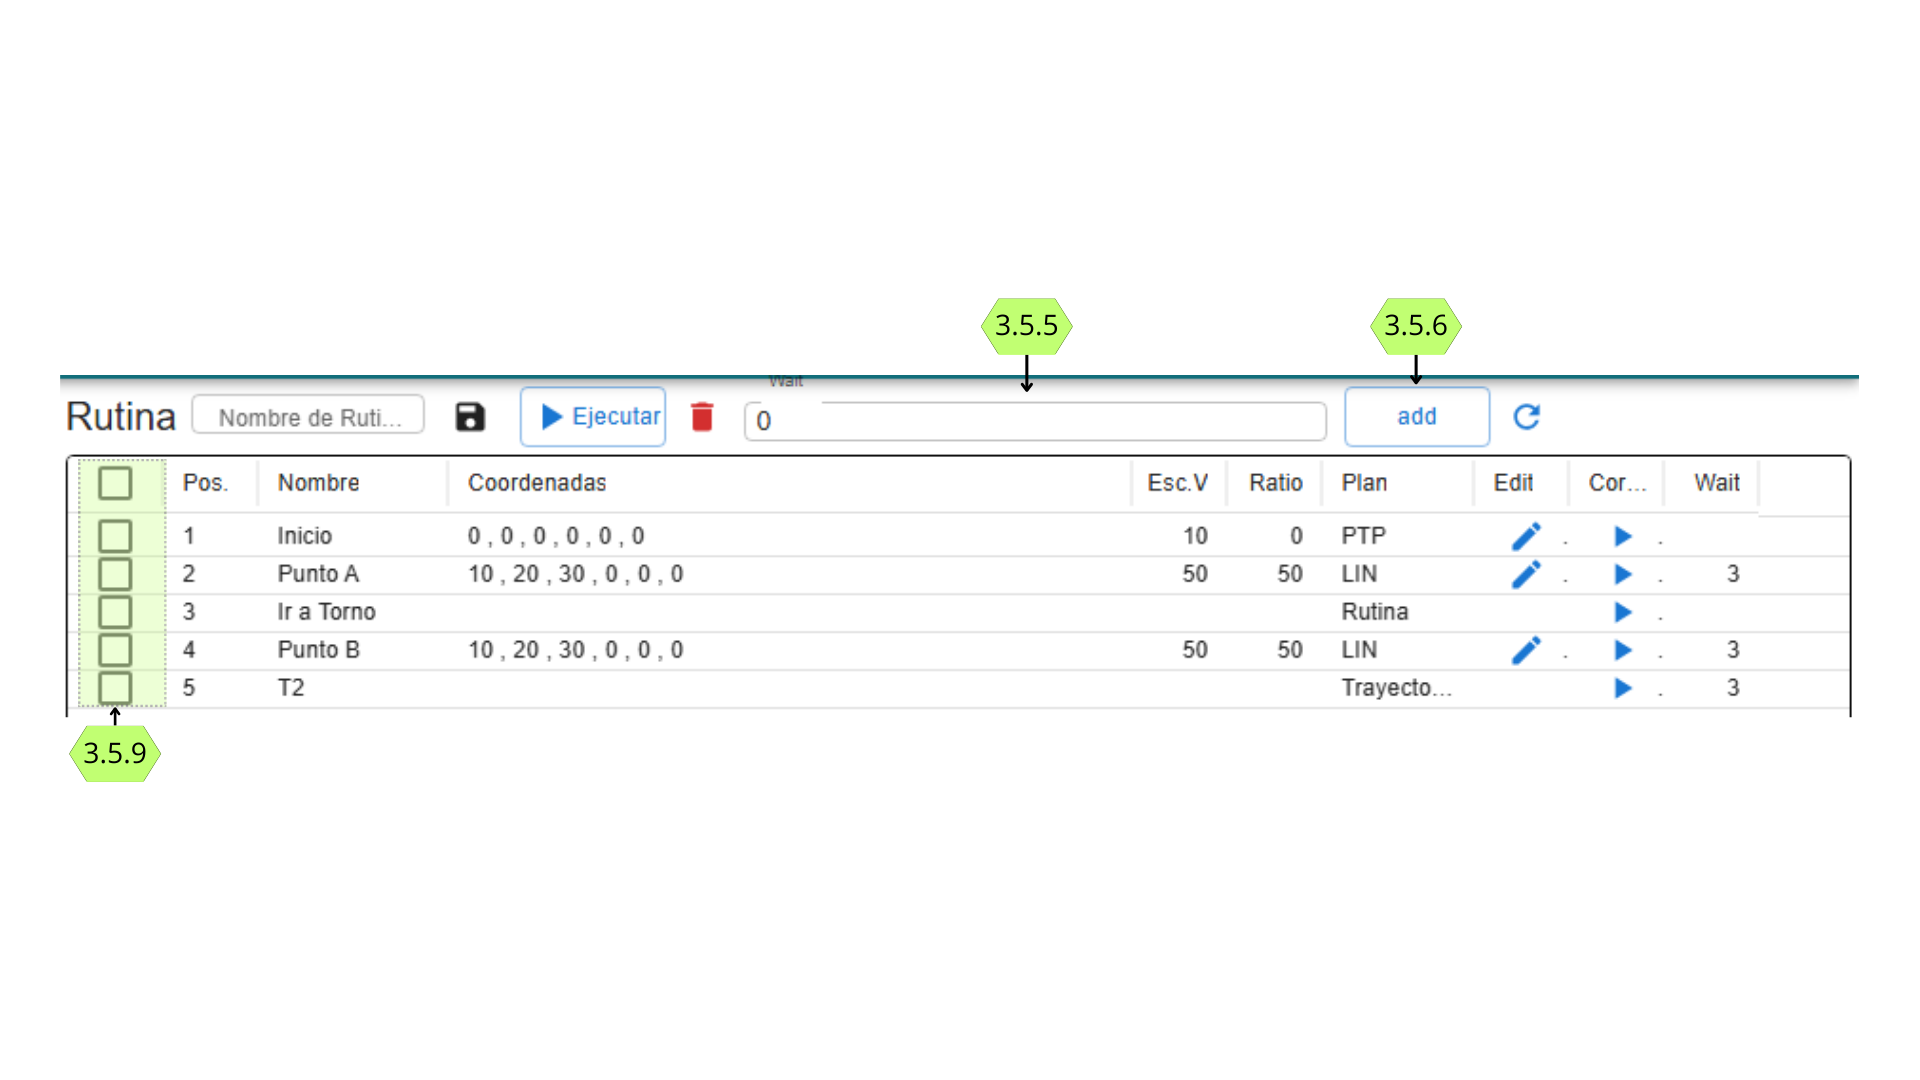 3.5.5 3.5.6
Wait
Rutina Nombre de Ruti... Ejecutar 0 add
Pos. Nombre Coordenadas Esc.V Ratio Plan Edit Cor... Wait
1 Inicio 0 , 0 , 0 , 0 , 0 , 0 10 0 PTP . .
2 Punto A 10 , 20 , 30 , 0 , 0 , 0 50 50 LIN . . 3
3 Ir a Torno Rutina .
4 Punto B 10 , 20 , 30 , 0 , 0 , 0 50 50 LIN . . 3
5 T2 Trayecto... . 3
3.5.9